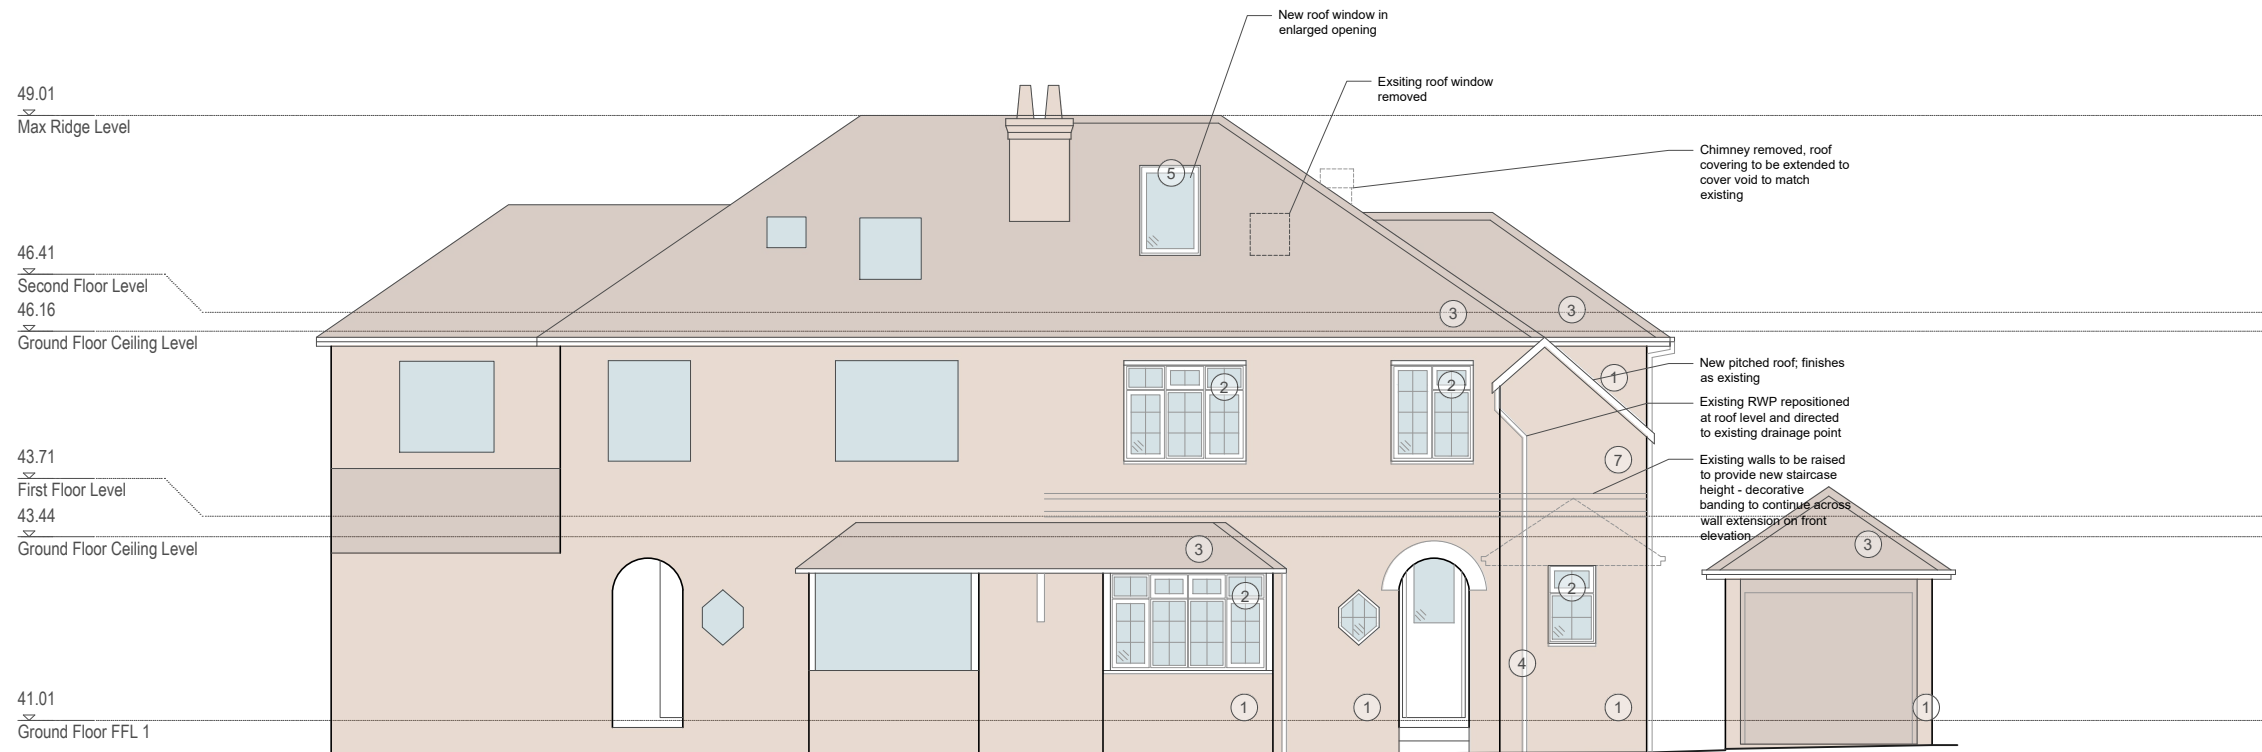 New roof window in
enlarged opening
Exsiting roof window
removed
49.01
Max Ridge Level
Chimney removed, roof
covering to be extended to
cover void to match
existing
5
46.41
Second Floor Level
46.16
Ground Floor Ceiling Level
3
3
New pitched roof; finishes
as existing
1
2
2
Existing RWP repositioned
at roof level and directed
to existing drainage point
43.71
First Floor Level
7
Existing walls to be raised
to provide new staircase
height - decorative
banding to continue across
wall extension on front
elevation
43.44
Ground Floor Ceiling Level
3
3
2
2
4
41.01
Ground Floor FFL 1
1
1
1
1